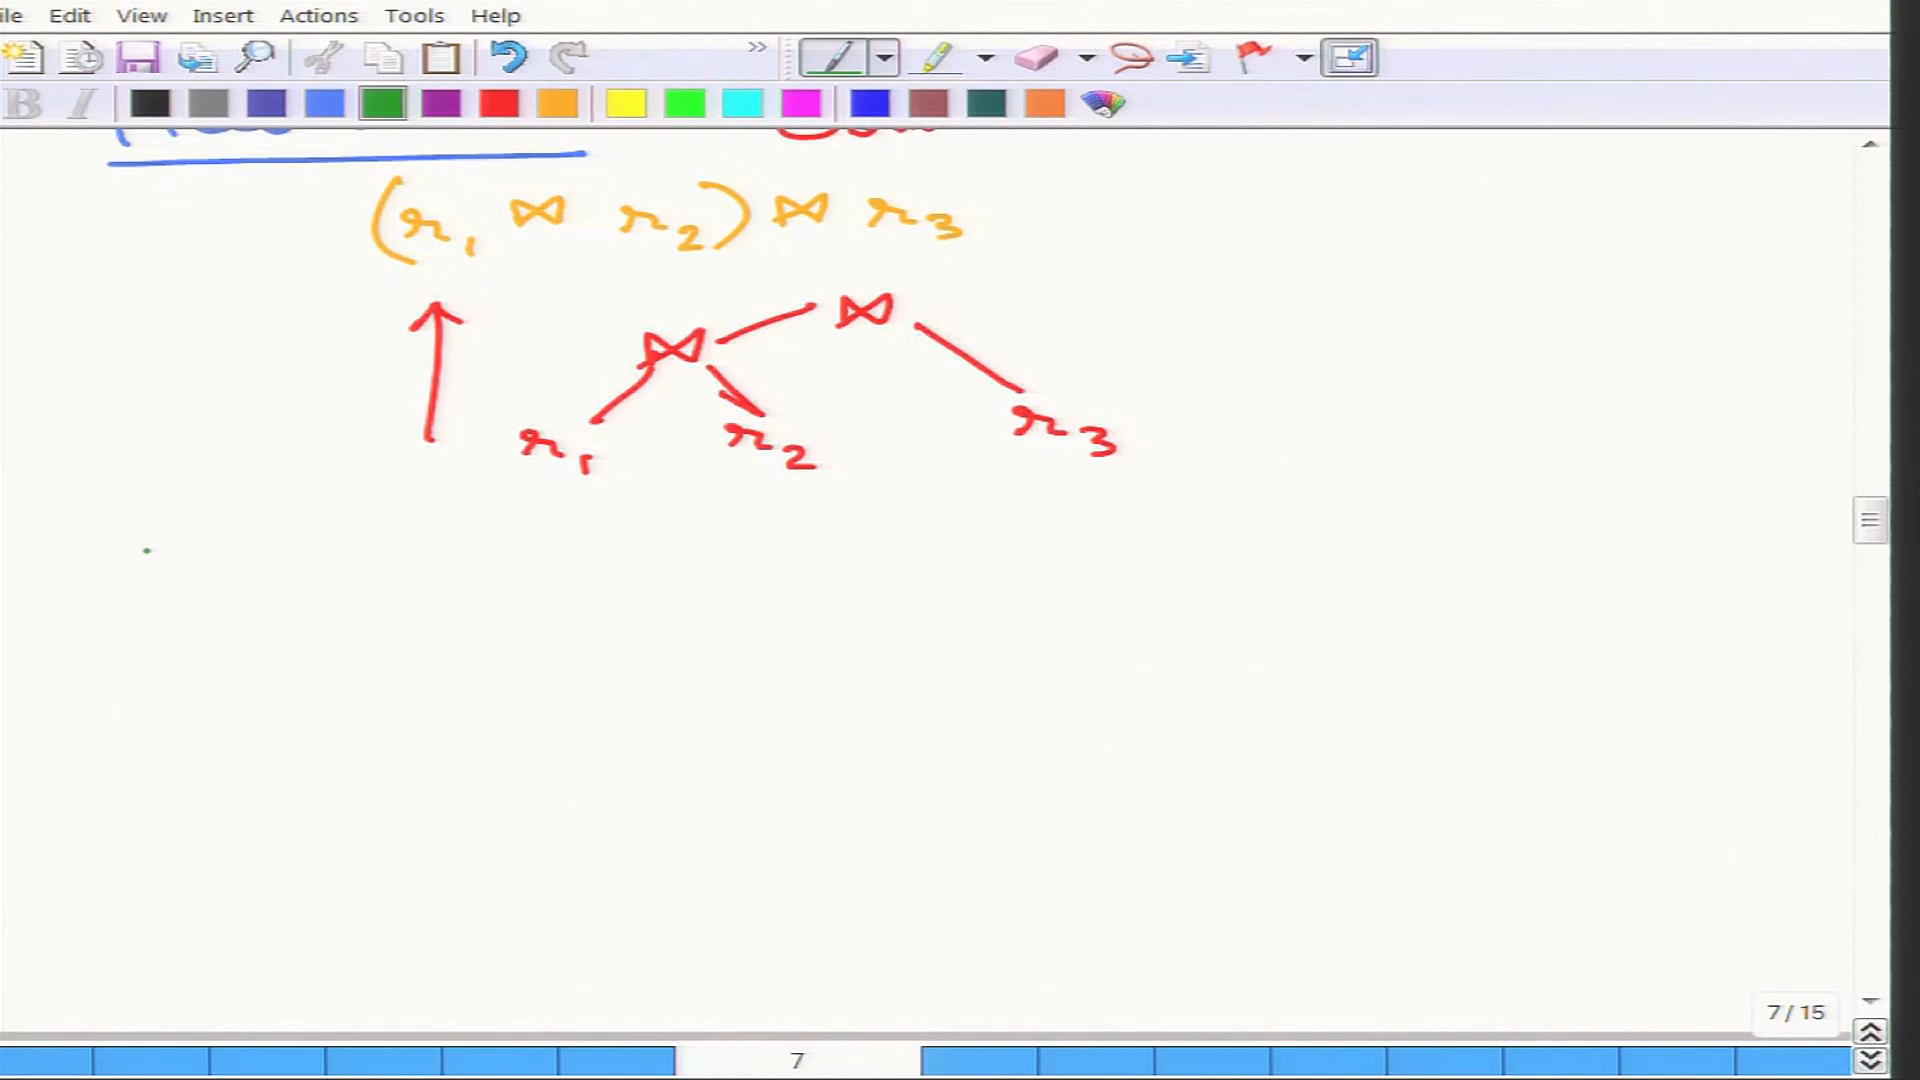 ile Edit View Insert Actions Tools Help
B I
(r₁ ⋈ r₂) ⋈ r₃
⋈
⋈
r₁ r₂ r₃
7 / 15
7